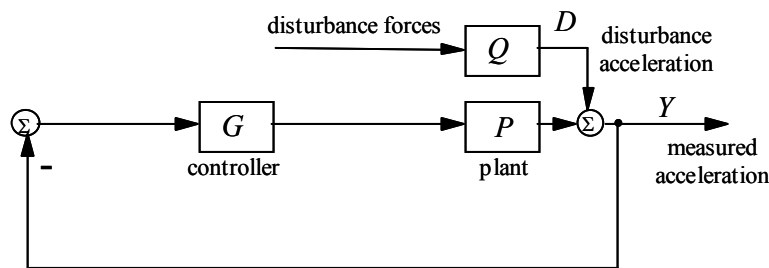 disturbance forces
Q
D
disturbance
acceleration
Σ
G
P
Σ
Y
controller
plant
measured
acceleration
-